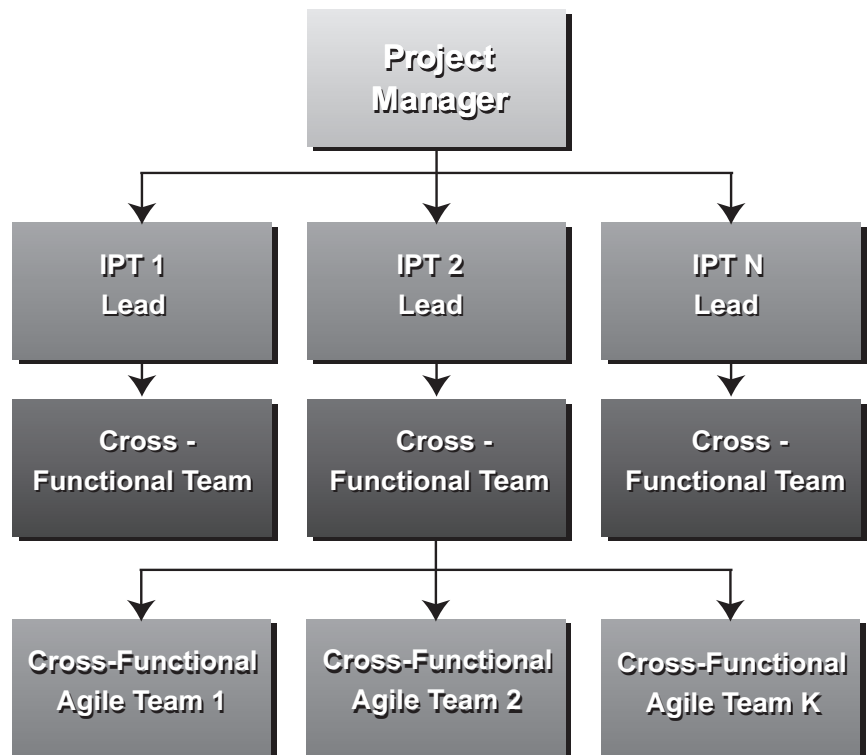 Project
Manager
IPT 1
Lead
IPT 2
Lead
IPT N
Lead
Cross -
Functional Team
Cross -
Functional Team
Cross -
Functional Team
Cross-Functional
Agile Team 1
Cross-Functional
Agile Team 2
Cross-Functional
Agile Team K